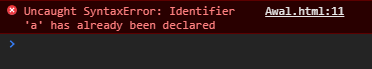 Uncaught SyntaxError: Identifier Awal.html:11
'a' has already been declared